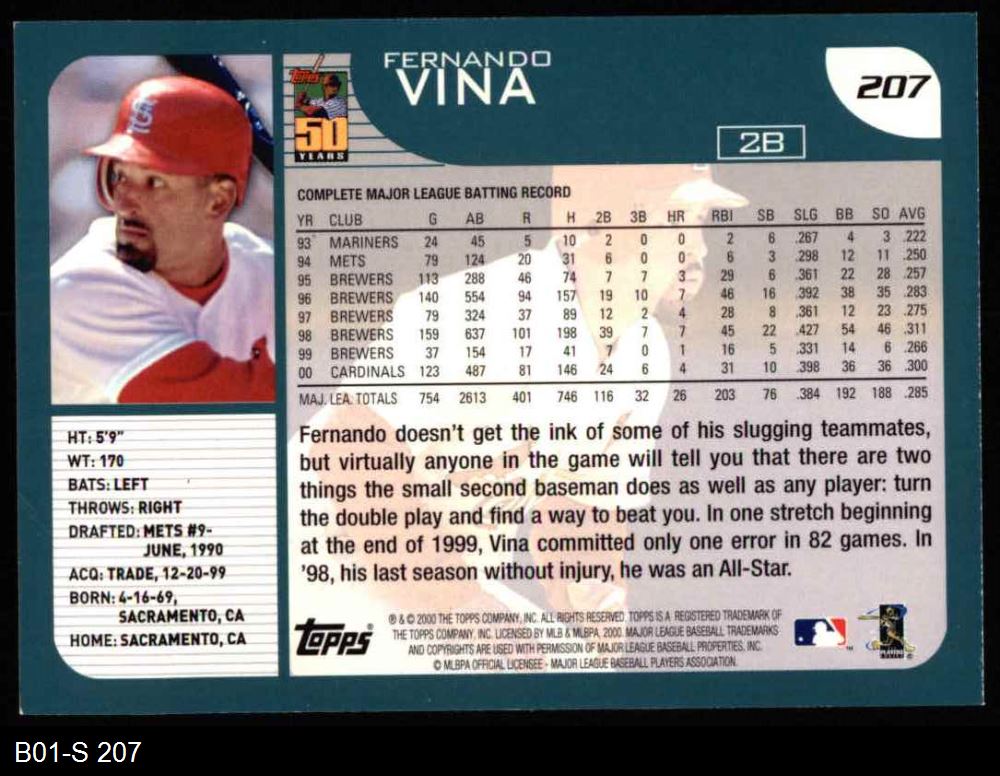 FERNANDO
VINA
207
2B
Topps
50
YEARS
COMPLETE MAJOR LEAGUE BATTING RECORD
YR CLUB G AB R H 2B 3B HR RBI SB SLG BB SO AVG
93 MARINERS 24 45 5 10 2 0 0 2 6 .267 4 3 .222
94 METS 79 124 20 31 6 0 0 6 3 .298 12 11 .250
95 BREWERS 113 288 46 74 7 7 3 29 6 .361 22 28 .257
96 BREWERS 140 554 94 157 19 10 7 46 16 .392 38 35 .283
97 BREWERS 79 324 37 89 12 2 4 28 8 .361 12 23 .275
98 BREWERS 159 637 101 198 39 7 7 45 22 .427 54 46 .311
99 BREWERS 37 154 17 41 7 0 1 16 5 .331 14 6 .266
00 CARDINALS 123 487 81 146 24 6 4 31 10 .398 36 36 .300
MAJ. LEA. TOTALS 754 2613 401 746 116 32 26 203 76 .384 192 188 .285
HT: 5'9"
WT: 170
BATS: LEFT
THROWS: RIGHT
DRAFTED: METS #9-
JUNE, 1990
ACQ: TRADE, 12-20-99
BORN: 4-16-69,
SACRAMENTO, CA
HOME: SACRAMENTO, CA
Fernando doesn't get the ink of some of his slugging teammates,
but virtually anyone in the game will tell you that there are two
things the small second baseman does as well as any player: turn
the double play and find a way to beat you. In one stretch beginning
at the end of 1999, Vina committed only one error in 82 games. In
'98, his last season without injury, he was an All-Star.
Topps
® & © 2000 THE TOPPS COMPANY, INC. ALL RIGHTS RESERVED. TOPPS IS A REGISTERED TRADEMARK OF
THE TOPPS COMPANY, INC. LICENSED BY MLB & MLBPA, 2000. MAJOR LEAGUE BASEBALL TRADEMARKS
AND COPYRIGHTS ARE USED WITH PERMISSION OF MAJOR LEAGUE BASEBALL PROPERTIES, INC.
© MLBPA OFFICIAL LICENSEE - MAJOR LEAGUE BASEBALL PLAYERS ASSOCIATION.
B01-S 207